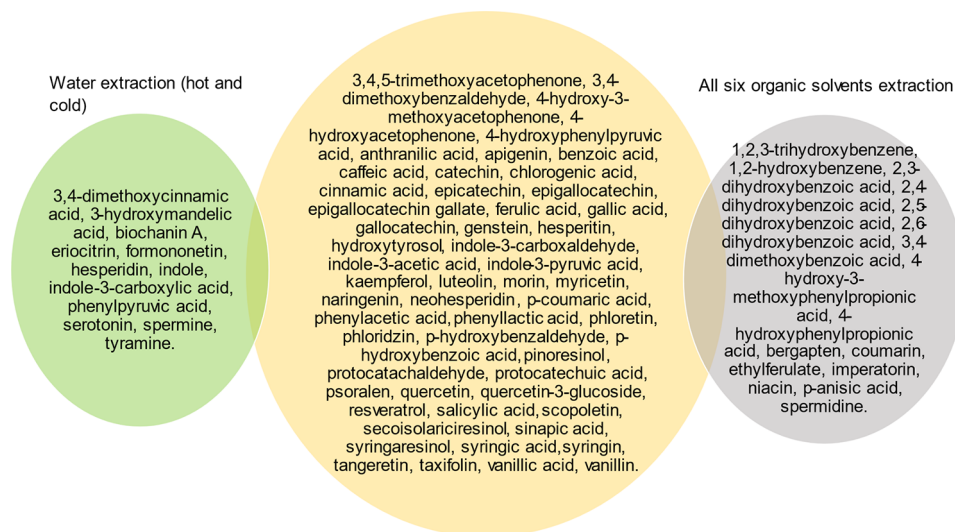 Water extraction (hot and
cold)
3,4-dimethoxycinnamic
acid, 3-hydroxymandelic
acid, biochanin A,
eriocitrin, formononetin,
hesperidin, indole,
indole-3-carboxylic acid,
phenylpyruvic acid,
serotonin, spermine,
tyramine.
3,4,5-trimethoxyacetophenone, 3,4-
dimethoxybenzaldehyde, 4-hydroxy-3-
methoxyacetophenone, 4-
hydroxyacetophenone, 4-hydroxyphenylpyruvic
acid, anthranilic acid, apigenin, benzoic acid,
caffeic acid, catechin, chlorogenic acid,
cinnamic acid, epicatechin, epigallocatechin,
epigallocatechin gallate, ferulic acid, gallic acid,
gallocatechin, genstein, hesperitin,
hydroxytyrosol, indole-3-carboxaldehyde,
indole-3-acetic acid, indole-3-pyruvic acid,
kaempferol, luteolin, morin, myricetin,
naringenin, neohesperidin, p-coumaric acid,
phenylacetic acid, phenyllactic acid, phloretin,
phloridzin, p-hydroxybenzaldehyde, p-
hydroxybenzoic acid, pinoresinol,
protocatachaldehyde, protocatechuic acid,
psoralen, quercetin, quercetin-3-glucoside,
resveratrol, salicylic acid, scopoletin,
secoisolariciresinol, sinapic acid,
syringaresinol, syringic acid, syringin,
tangeretin, taxifolin, vanillic acid, vanillin.
All six organic solvents extraction
1,2,3-trihydroxybenzene,
1,2-hydroxybenzene, 2,3-
dihydroxybenzoic acid, 2,4
dihydroxybenzoic acid, 2,5-
dihydroxybenzoic acid, 2,6-
dihydroxybenzoic acid, 3,4
dimethoxybenzoic acid, 4
hydroxy-3-
methoxyphenylpropionic
acid, 4-
hydroxyphenylpropionic
acid, bergapten, coumarin,
ethylferulate, imperatorin,
niacin, p-anisic acid,
spermidine.